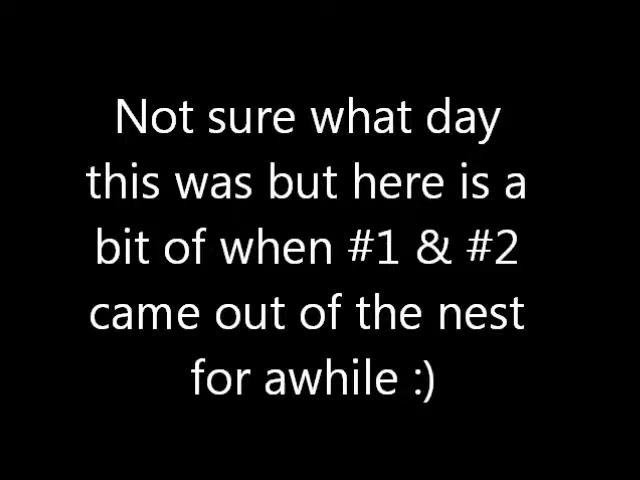 Not sure what day
this was but here is a
bit of when #1 & #2
came out of the nest
for awhile :)